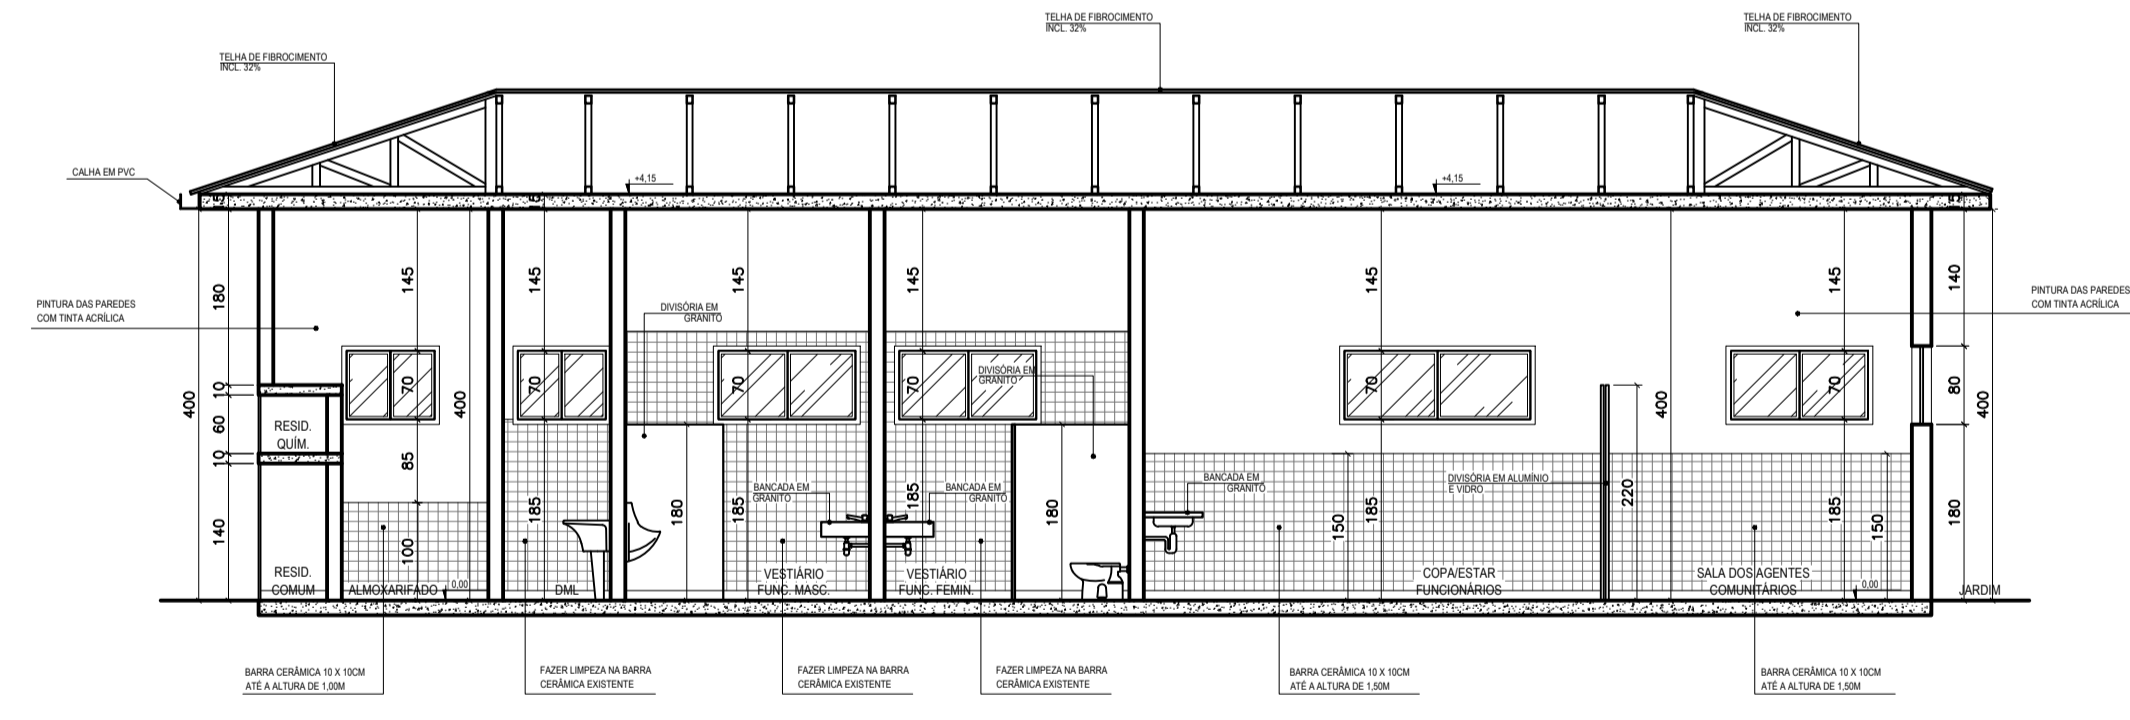 TELHA DE FIBROCIMENTO
INCL. 32%
TELHA DE FIBROCIMENTO
INCL. 32%
TELHA DE FIBROCIMENTO
INCL. 32%
CALHA EM PVC
+4,15
+4,15
15
15
15
15
PINTURA DAS PAREDES
COM TINTA ACRÍLICA
PINTURA DAS PAREDES
COM TINTA ACRÍLICA
180
145
145
145
145
145
145
140
DIVISÓRIA EM
GRANITO
DIVISÓRIA EM
GRANITO
400
10
60
10
140
70
400
70
70
70
70
400
70
80
400
RESID.
QUÍM.
85
100
185
180
185
185
180
150
185
220
185
150
180
BANCADA EM
GRANITO
BANCADA EM
GRANITO
BANCADA EM
GRANITO
DIVISÓRIA EM ALUMÍNIO
E VIDRO
RESID.
COMUM
ALMOXARIFADO
0,00
DML
VESTIÁRIO
FUNC. MASC.
VESTIÁRIO
FUNC. FEMIN.
COPA/ESTAR
FUNCIONÁRIOS
SALA DOS AGENTES
COMUNITÁRIOS
0,00
JARDIM
BARRA CERÂMICA 10 X 10CM
ATÉ A ALTURA DE 1,00M
FAZER LIMPEZA NA BARRA
CERÂMICA EXISTENTE
FAZER LIMPEZA NA BARRA
CERÂMICA EXISTENTE
FAZER LIMPEZA NA BARRA
CERÂMICA EXISTENTE
BARRA CERÂMICA 10 X 10CM
ATÉ A ALTURA DE 1,50M
BARRA CERÂMICA 10 X 10CM
ATÉ A ALTURA DE 1,50M